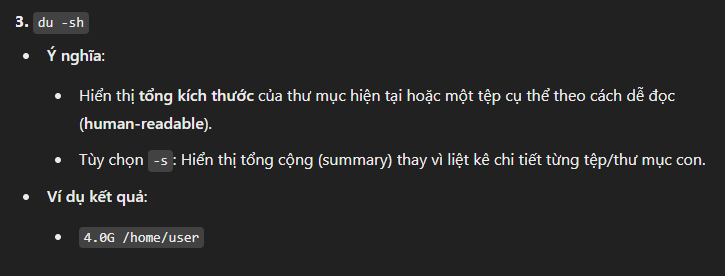 3. du -sh
• Ý nghĩa:
• Hiển thị tổng kích thước của thư mục hiện tại hoặc một tệp cụ thể theo cách dễ đọc
(human-readable).
• Tùy chọn -s: Hiển thị tổng cộng (summary) thay vì liệt kê chi tiết từng tệp/thư mục con.
• Ví dụ kết quả:
• 4.0G /home/user